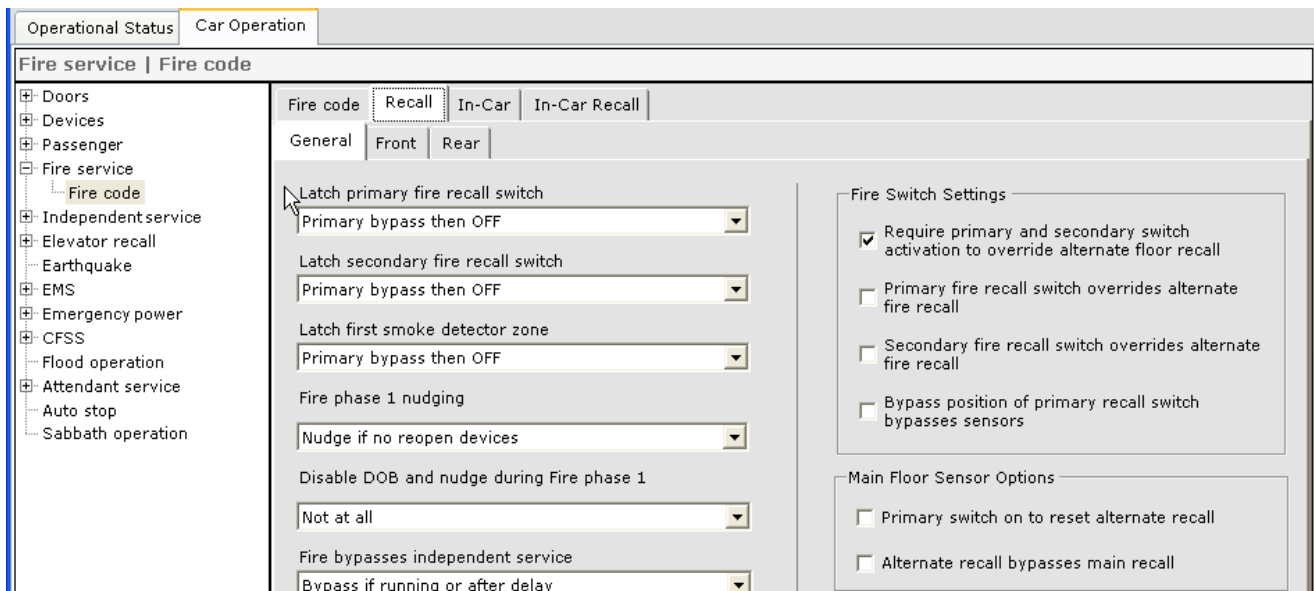 Operational Status
Car Operation
Fire service | Fire code
Doors
Devices
Passenger
Fire service
Fire code
Independent service
Elevator recall
Earthquake
EMS
Emergency power
CFSS
Flood operation
Attendant service
Auto stop
Sabbath operation
Fire code
Recall
In-Car
In-Car Recall
General
Front
Rear
Latch primary fire recall switch
Primary bypass then OFF
Latch secondary fire recall switch
Primary bypass then OFF
Latch first smoke detector zone
Primary bypass then OFF
Fire phase 1 nudging
Nudge if no reopen devices
Disable DOB and nudge during Fire phase 1
Not at all
Fire bypasses independent service
Bypass if running or after delay
Fire Switch Settings
Require primary and secondary switch
activation to override alternate floor recall
Primary fire recall switch overrides alternate
fire recall
Secondary fire recall switch overrides alternate
fire recall
Bypass position of primary recall switch
bypasses sensors
Main Floor Sensor Options
Primary switch on to reset alternate recall
Alternate recall bypasses main recall